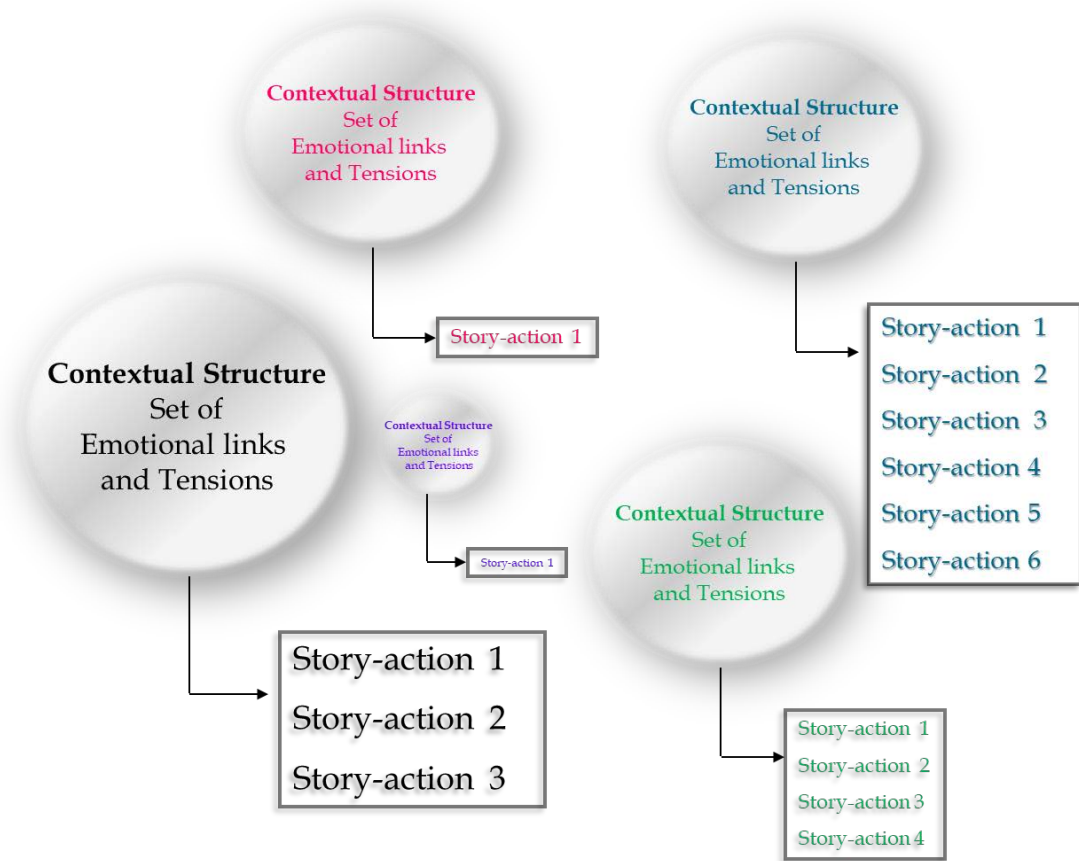 Contextual Structure
Set of
Emotional links
and Tensions
Story-action 1
Contextual Structure
Set of
Emotional links
and Tensions
Story-action 1
Story-action 2
Story-action 3
Story-action 4
Story-action 5
Story-action 6
Contextual Structure
Set of
Emotional links
and Tensions
Story-action 1
Story-action 2
Story-action 3
Contextual Structure
Set of
Emotional links
and Tensions
Story-action 1
Contextual Structure
Set of
Emotional links
and Tensions
Story-action 1
Story-action 2
Story-action 3
Story-action 4